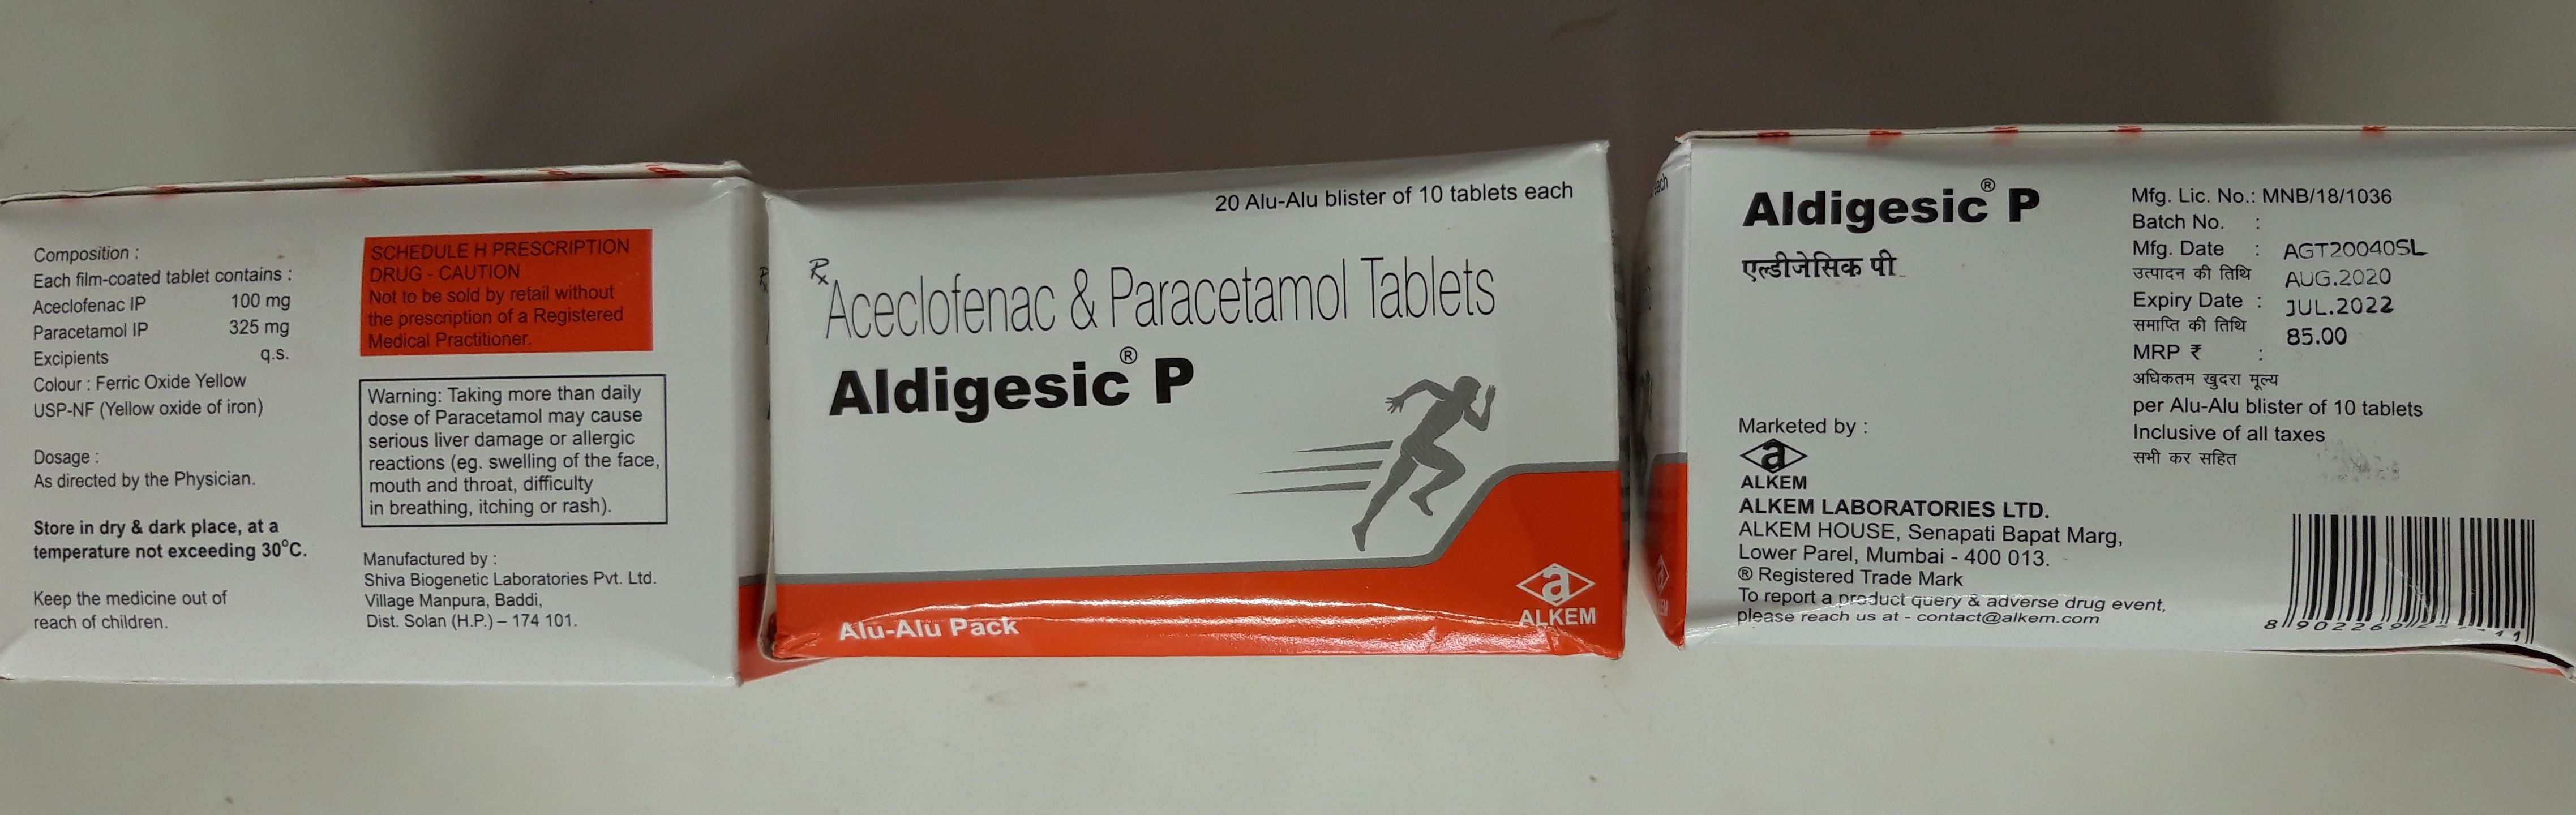 Composition :
Each film-coated tablet contains :
Aceclofenac IP 100 mg
Paracetamol IP 325 mg
Excipients q.s.
Colour : Ferric Oxide Yellow
USP-NF (Yellow oxide of iron)
Dosage :
As directed by the Physician.
Store in dry & dark place, at a
temperature not exceeding 30°C.
Keep the medicine out of
reach of children.
SCHEDULE H PRESCRIPTION
DRUG - CAUTION
Not to be sold by retail without
the prescription of a Registered
Medical Practitioner.
Warning: Taking more than daily
dose of Paracetamol may cause
serious liver damage or allergic
reactions (eg. swelling of the face,
mouth and throat, difficulty
in breathing, itching or rash).
Manufactured by :
Shiva Biogenetic Laboratories Pvt. Ltd.
Village Manpura, Baddi,
Dist. Solan (H.P.) – 174 101.
20 Alu-Alu blister of 10 tablets each
Rx
Aceclofenac & Paracetamol Tablets
Aldigesic® P
Alu-Alu Pack
a
ALKEM
Aldigesic® P
एल्डीजेसिक पी
Marketed by :
a
ALKEM
ALKEM LABORATORIES LTD.
ALKEM HOUSE, Senapati Bapat Marg,
Lower Parel, Mumbai - 400 013.
® Registered Trade Mark
To report a product query & adverse drug event,
please reach us at - contact@alkem.com
Mfg. Lic. No.: MNB/18/1036
Batch No. :
Mfg. Date : AGT20040SL
उत्पादन की तिथि AUG.2020
Expiry Date : JUL.2022
समाप्ति की तिथि 85.00
MRP ₹ :
अधिकतम खुदरा मूल्य
per Alu-Alu blister of 10 tablets
Inclusive of all taxes
सभी कर सहित